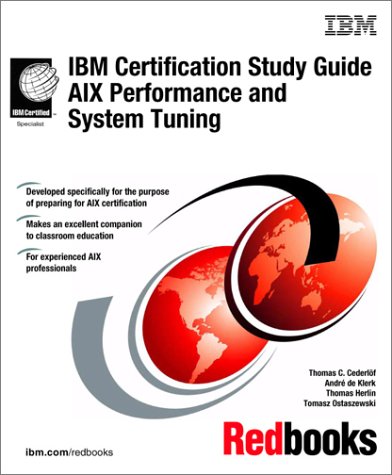 IBM
IBM Certification Study Guide
AIX Performance and
System Tuning
IBM Certified
Specialist
Developed specifically for the purpose
of preparing for AIX certification
Makes an excellent companion
to classroom education
For experienced AIX
professionals
Thomas C. Cederlöf
André de Klerk
Thomas Herlin
Tomasz Ostaszewski
ibm.com/redbooks
Redbooks